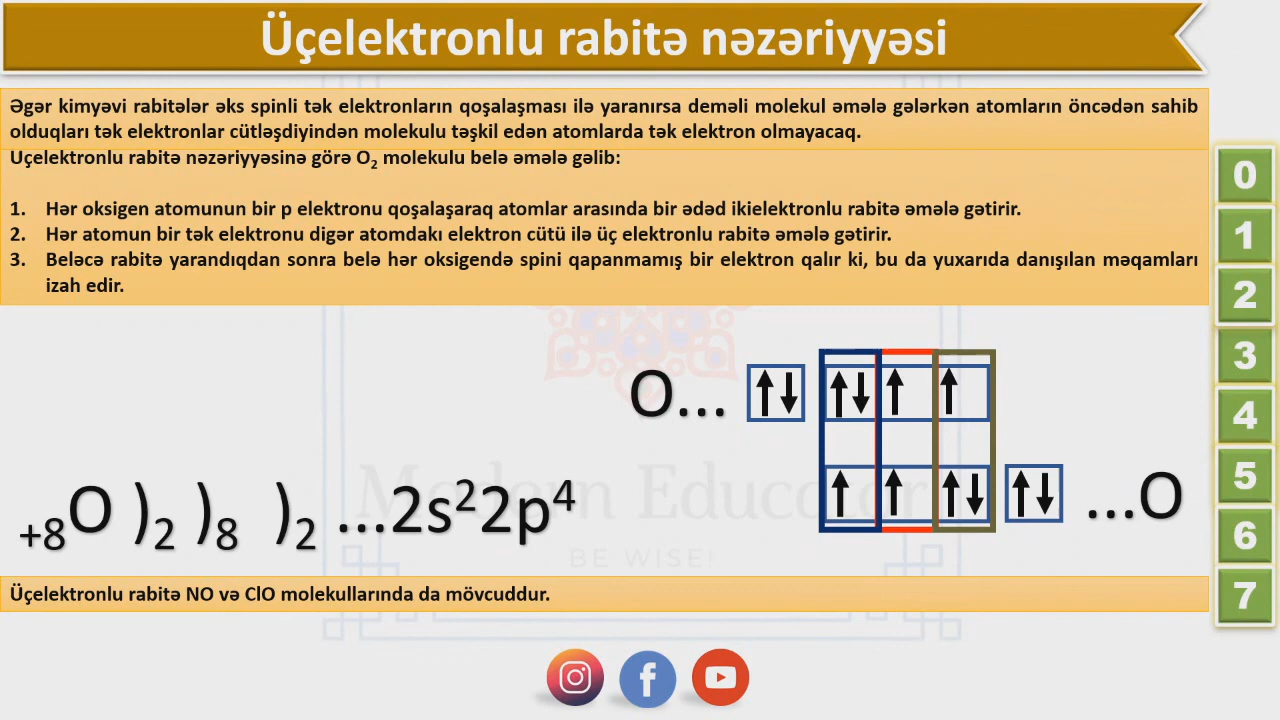 Üçelektronlu rabitə nəzəriyyəsi
Əgər kimyəvi rabitələr əks spinli tək elektronların qoşalaşması ilə yaranırsa deməli molekul əmələ gələrkən atomların öncədən sahib
olduqları tək elektronlar cütləşdiyindən molekulu təşkil edən atomlarda tək elektron olmayacaq.
Uçelektronlu rabitə nəzəriyyəsinə görə O₂ molekulu belə əmələ gəlib:
1. Hər oksigen atomunun bir p elektronu qoşalaşaraq atomlar arasında bir ədəd ikielektronlu rabitə əmələ gətirir.
2. Hər atomun bir tək elektronu digər atomdakı elektron cütü ilə üç elektronlu rabitə əmələ gətirir.
3. Beləcə rabitə yarandıqdan sonra belə hər oksigendə spini qapanmamış bir elektron qalır ki, bu da yuxarıda danışılan məqamları
izah edir.
0
1
2
3
4
5
6
7
O... ↑↓ ↑↓ ↑ ↑
↑ ↑ ↑↓ ↑↓ ...O
₊₈O )₂ )₈ )₂ ...2s²2p⁴
Modern Educator
BE WISE!
Üçelektronlu rabitə NO və ClO molekullarında da mövcuddur.